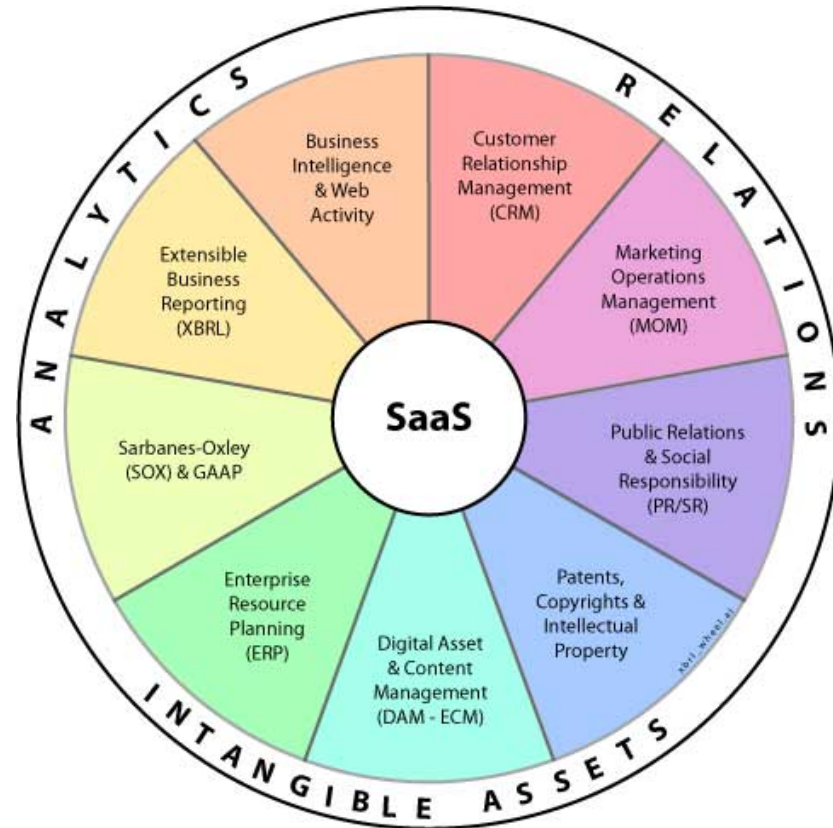 ANALYTICS
RELATIONS
INTANGIBLE ASSETS
SaaS
Customer
Relationship
Management
(CRM)
Marketing
Operations
Management
(MOM)
Public Relations
& Social
Responsibility
(PR/SR)
Patents,
Copyrights &
Intellectual
Property
xbrl_wheel.ai
Digital Asset
& Content
Management
(DAM - ECM)
Enterprise
Resource
Planning
(ERP)
Sarbanes-Oxley
(SOX) & GAAP
Extensible
Business
Reporting
(XBRL)
Business
Intelligence
& Web
Activity